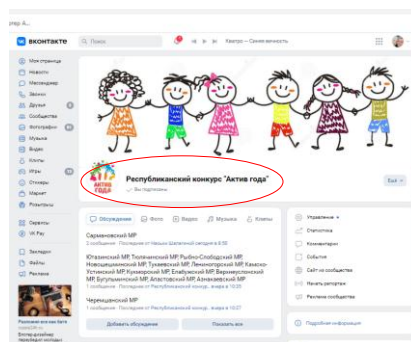 вконтакте
Поиск
Кватро — Синяя вечность
Моя страница
Новости
Мессенджер
Звонки
Друзья
Сообщества
Фотографии
Музыка
Видео
Клипы
Игры
Стикеры
Маркет
Сервисы
VK Pay
Закладки
Файлы
Реклама
АКТИВ ГОДА
Республиканский конкурс "Актив года"
Вы подписаны
Ещё
Обсуждения Фото Видео Музыка Клипы
Сармановский МР
Ютазинский МР, Тюлячинский МР, Рыбно-Слободский МР,
Новошешминский МР, Тукаевский МР, Лениногорский МР, Камско-
Устинский МР, Кукморский МР, Елабужский МР, Верхнеуслонский
МР, Бугульминский МР, Апастовский МР, Азнакаевский МР
Черемшанский МР
Добавить обсуждение Показать все
Управление
Статистика
Комментарии
События
Сайт из сообщества
Начать репортаж
Реклама сообщества
Подробная информация